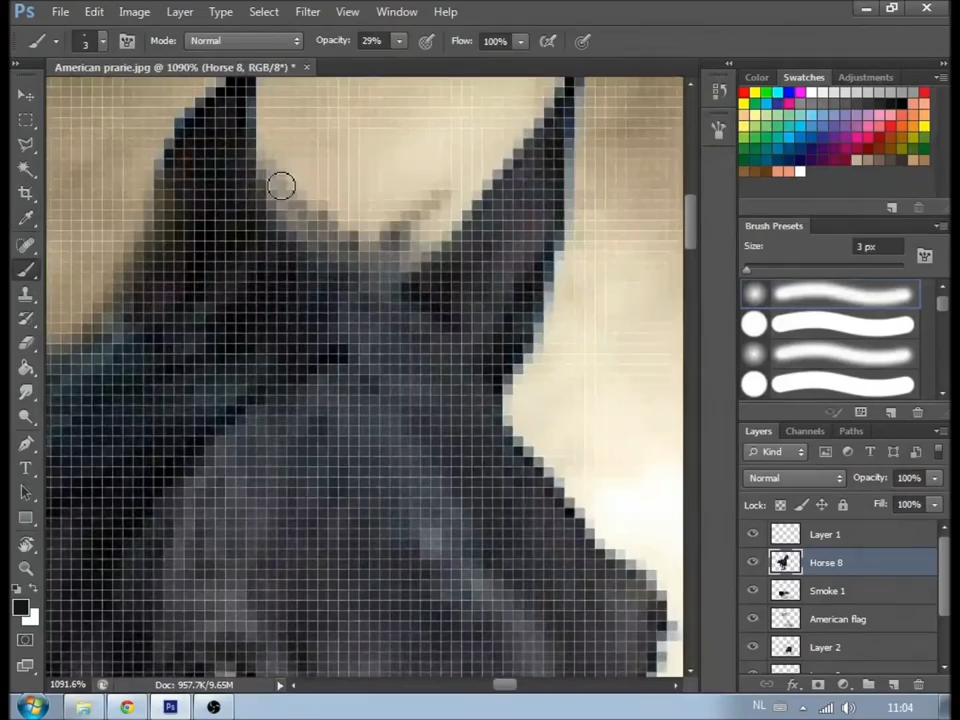 Ps File Edit Image Layer Type Select Filter View Window Help
3 Mode: Normal Opacity: 29% Flow: 100%
American prarie.jpg @ 1090% (Horse 8, RGB/8*) * ×
Color Swatches Adjustments
Brush Presets
Size: 3 px
Layers Channels Paths
Kind
Normal Opacity: 100%
Lock: Fill: 100%
Layer 1
Horse 8
Smoke 1
American flag
Layer 2
1091.6% Doc: 957.7K/9.65M
Ps NL 11:04